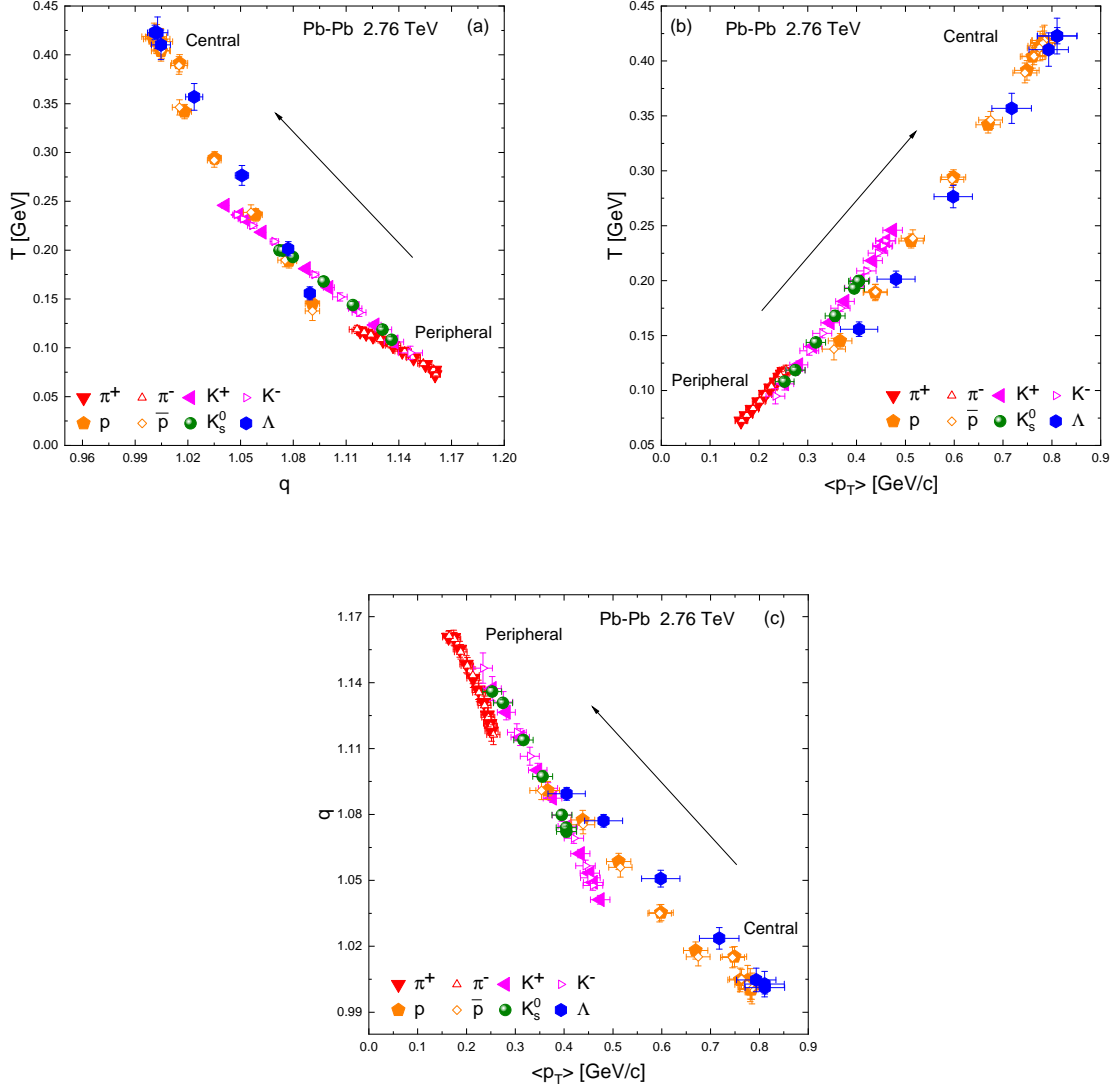 Pb-Pb 2.76 TeV (a)
Central
Peripheral
T [GeV]
0.45
0.40
0.35
0.30
0.25
0.20
0.15
0.10
0.05
0.00
π+ π- K+ K-
p p̅ K0s Λ
0.96 0.99 1.02 1.05 1.08 1.11 1.14 1.17 1.20
q
Pb-Pb 2.76 TeV
(b)
Central
Peripheral
T [GeV]
0.45
0.40
0.35
0.30
0.25
0.20
0.15
0.10
0.05
π+ π- K+ K-
p p̅ K0s Λ
0.0 0.1 0.2 0.3 0.4 0.5 0.6 0.7 0.8 0.9
<pT> [GeV/c]
Pb-Pb 2.76 TeV (c)
Peripheral
Central
q
1.17
1.14
1.11
1.08
1.05
1.02
0.99
π+ π- K+ K-
p p̅ K0s Λ
0.0 0.1 0.2 0.3 0.4 0.5 0.6 0.7 0.8 0.9
<pT> [GeV/c]